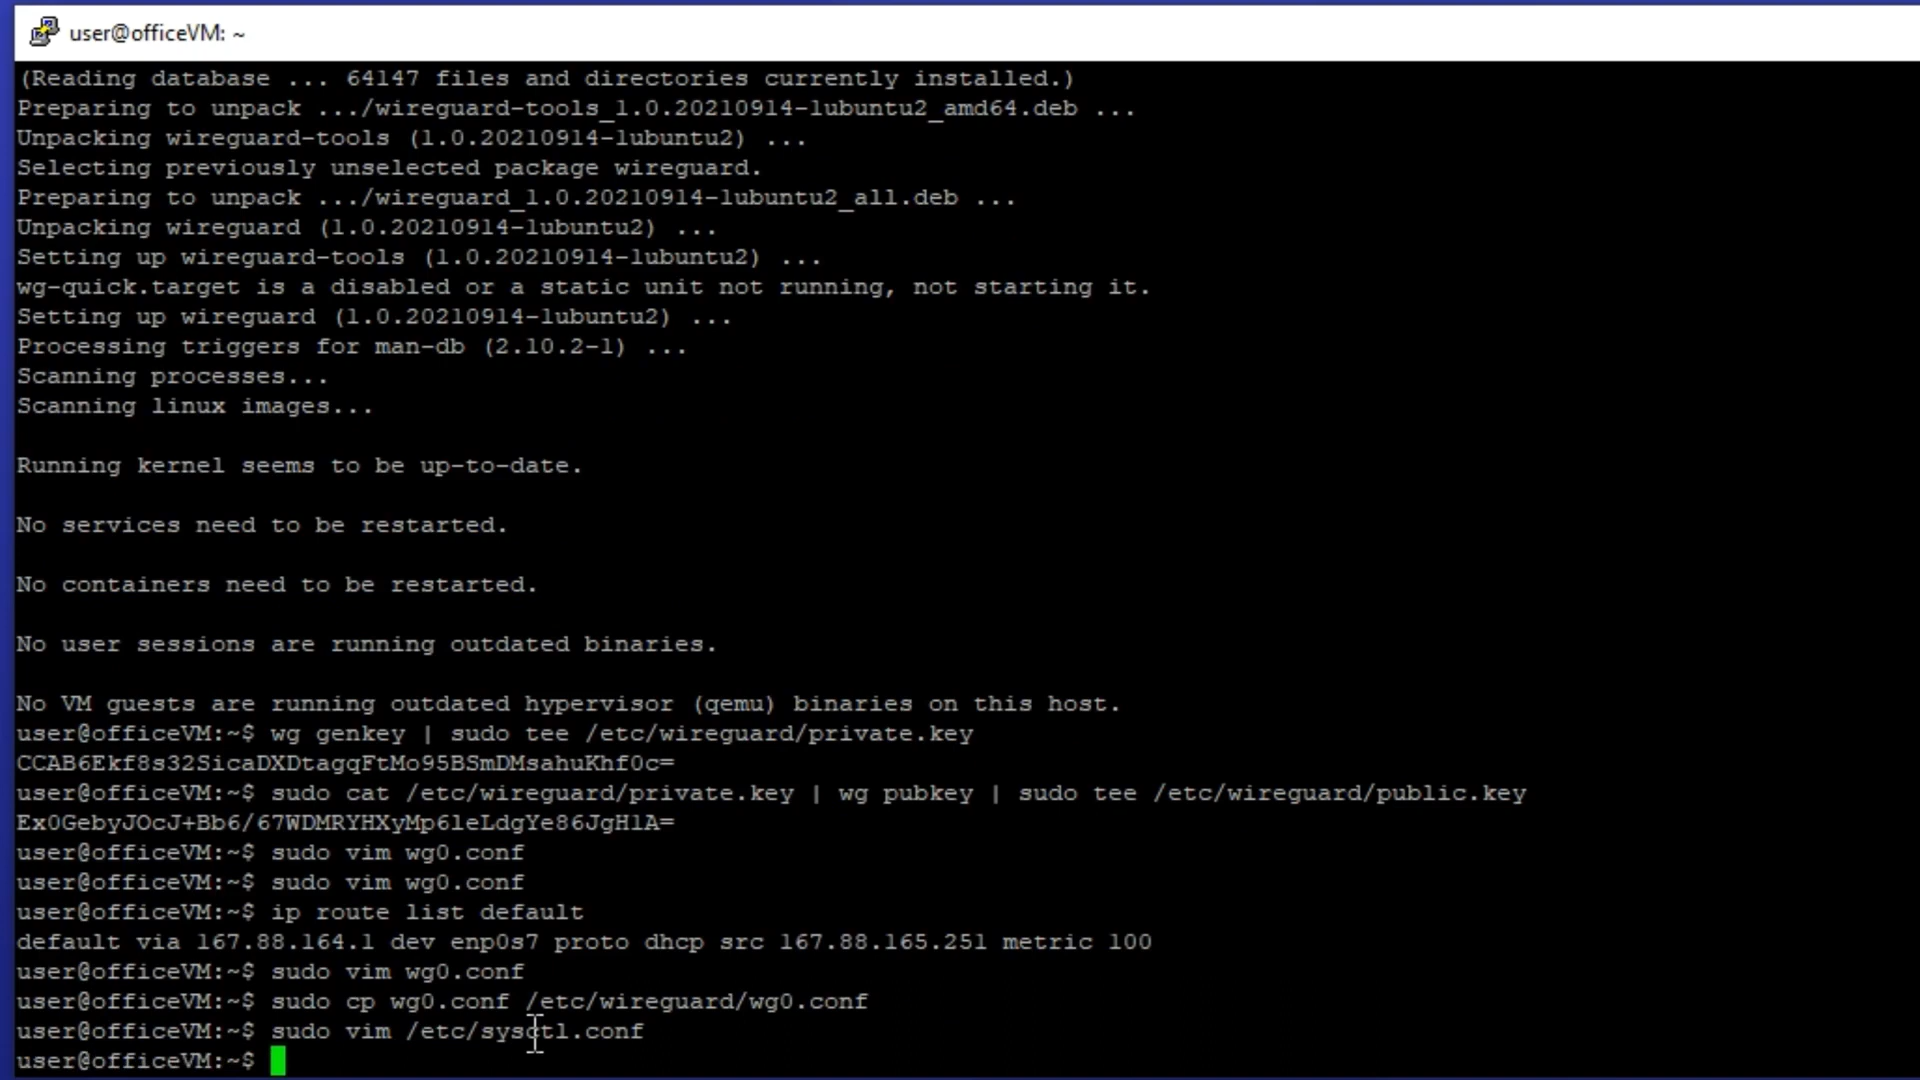 user@officeVM: ~
(Reading database ... 64147 files and directories currently installed.)
Preparing to unpack .../wireguard-tools_1.0.20210914-1ubuntu2_amd64.deb ...
Unpacking wireguard-tools (1.0.20210914-1ubuntu2) ...
Selecting previously unselected package wireguard.
Preparing to unpack .../wireguard_1.0.20210914-1ubuntu2_all.deb ...
Unpacking wireguard (1.0.20210914-1ubuntu2) ...
Setting up wireguard-tools (1.0.20210914-1ubuntu2) ...
wg-quick.target is a disabled or a static unit not running, not starting it.
Setting up wireguard (1.0.20210914-1ubuntu2) ...
Processing triggers for man-db (2.10.2-1) ...
Scanning processes...
Scanning linux images...
Running kernel seems to be up-to-date.
No services need to be restarted.
No containers need to be restarted.
No user sessions are running outdated binaries.
No VM guests are running outdated hypervisor (qemu) binaries on this host.
user@officeVM:~$ wg genkey | sudo tee /etc/wireguard/private.key
CCAB6Ekf8s32SicaDXDtagqFtMo95BSmDMsahuKhf0c=
user@officeVM:~$ sudo cat /etc/wireguard/private.key | wg pubkey | sudo tee /etc/wireguard/public.key
Ex0GebyJOcJ+Bb6/67WDMRYHXyMp6leLdgYe86JgH1A=
user@officeVM:~$ sudo vim wg0.conf
user@officeVM:~$ sudo vim wg0.conf
user@officeVM:~$ ip route list default
default via 167.88.164.1 dev enp0s7 proto dhcp src 167.88.165.251 metric 100
user@officeVM:~$ sudo vim wg0.conf
user@officeVM:~$ sudo cp wg0.conf /etc/wireguard/wg0.conf
user@officeVM:~$ sudo vim /etc/sysctl.conf
user@officeVM:~$